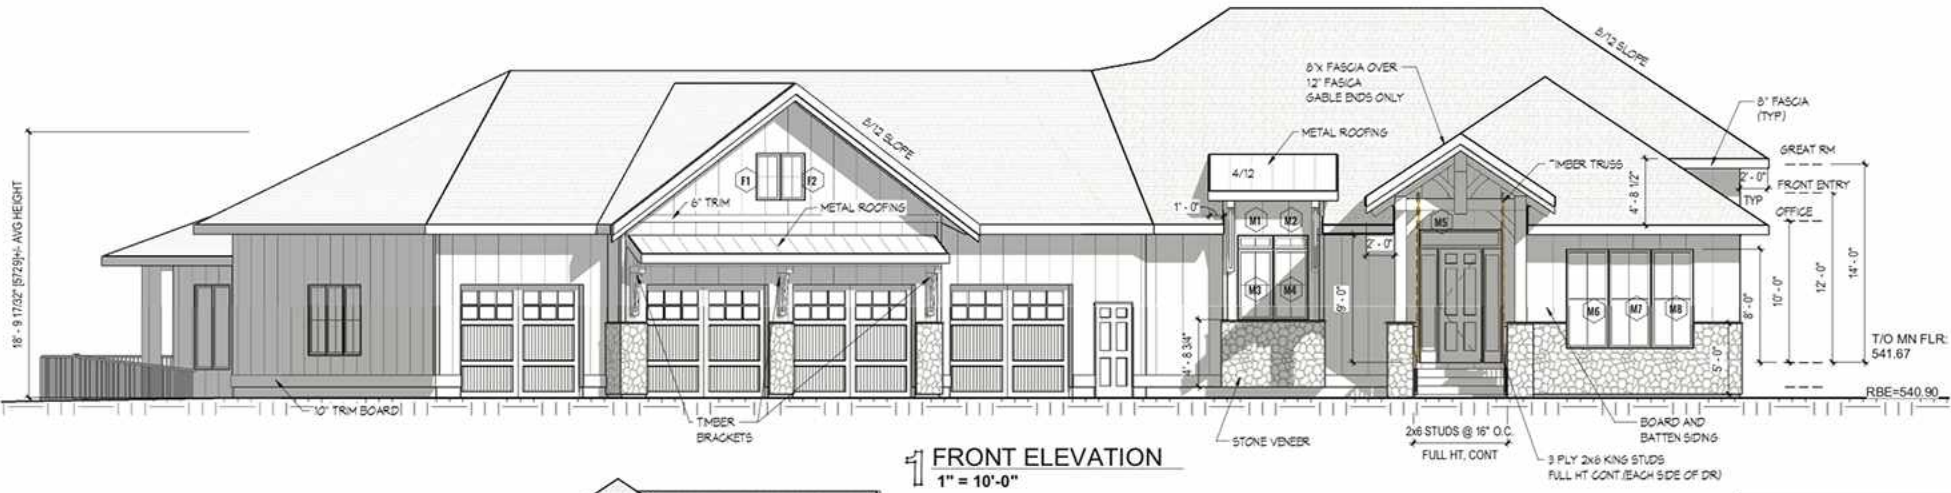 8/12 SLOPE
8'X FASCIA OVER
12" FASICA
GABLE ENDS ONLY
8" FASCIA
(TYP)
METAL ROOFING
8/12 SLOPE
GREAT RM
TIMBER TRUSS
4/12
F1
F2
2'- 0"
TYP
FRONT ENTRY
4'- 8 1/2"
6" TRIM
METAL ROOFING
1'- 0"
M1
M2
M5
OFFICE
18' - 9 17/32" [5729]+/- AVG HEIGHT
2'- 0"
M3
M4
9'- 0"
M6
M7
M8
8'- 0"
10'- 0"
12'- 0"
14'- 0"
4'- 8 3/4"
5'- 0"
T/O MN FLR:
541.67
RBE=540.90
10" TRIM BOARD
TIMBER
BRACKETS
STONE VENEER
2x6 STUDS @ 16" O.C.
FULL HT, CONT
BOARD AND
BATTEN SIDING
3 PLY 2x6 KING STUDS
FULL HT CONT.(EACH SIDE OF DR)
1 FRONT ELEVATION
1" = 10'-0"